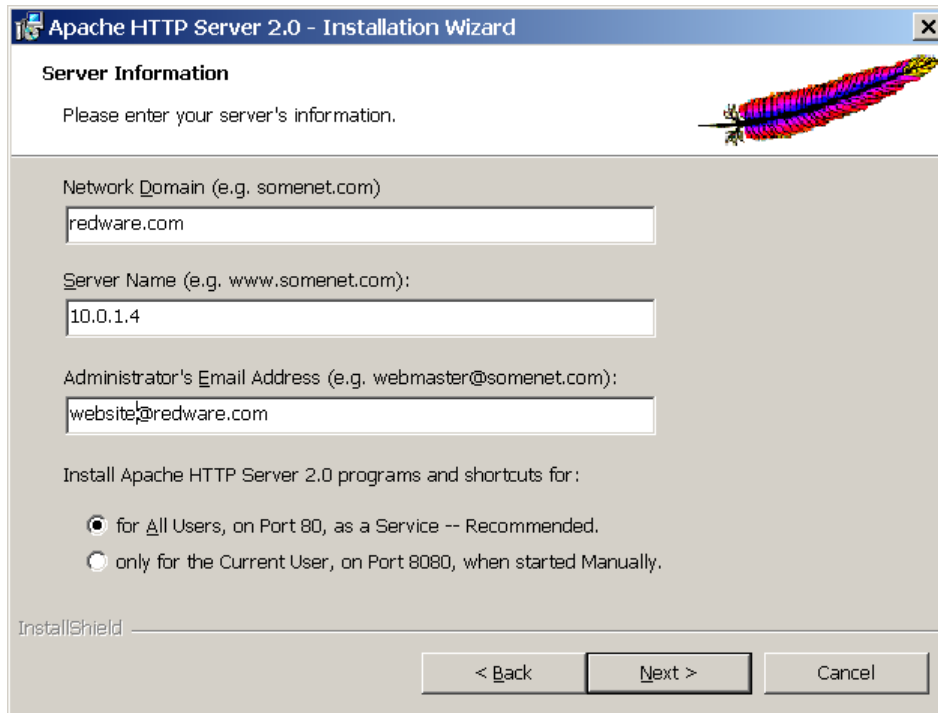 Apache HTTP Server 2.0 - Installation Wizard
Server Information
Please enter your server's information.
Network Domain (e.g. somenet.com)
redware.com
Server Name (e.g. www.somenet.com):
10.0.1.4
Administrator's Email Address (e.g. webmaster@somenet.com):
website@redware.com
Install Apache HTTP Server 2.0 programs and shortcuts for:
for All Users, on Port 80, as a Service -- Recommended.
only for the Current User, on Port 8080, when started Manually.
InstallShield
< Back Next > Cancel